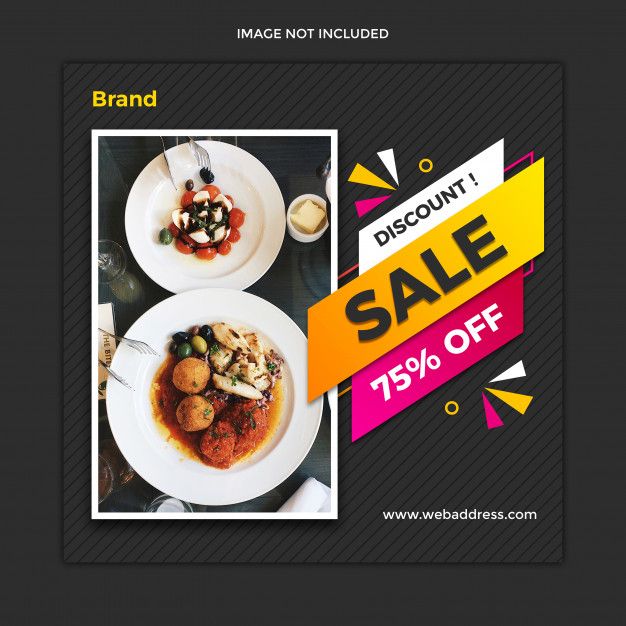 IMAGE NOT INCLUDED
Brand
DISCOUNT !
SALE
75% OFF
www.webaddress.com